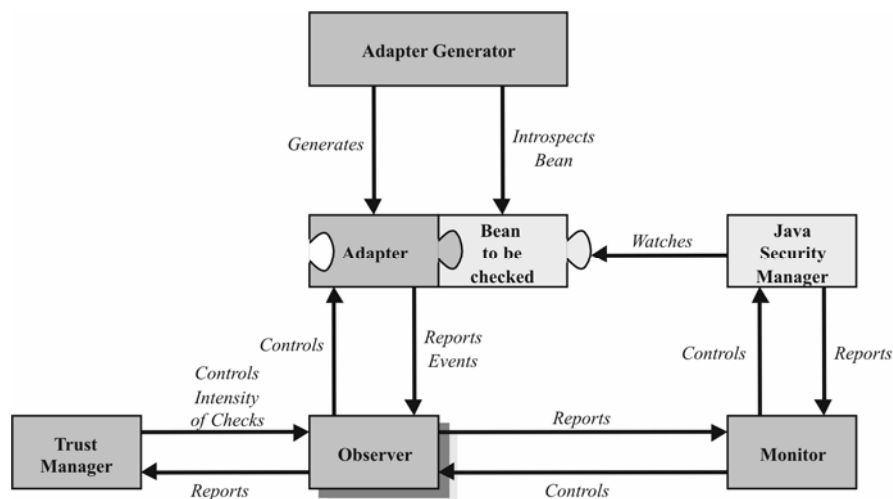 Adapter Generator
Generates
Introspects
Bean
Adapter
Bean
to be
checked
Watches
Java
Security
Manager
Controls
Reports
Events
Controls
Reports
Controls
Intensity
of Checks
Trust
Manager
Observer
Reports
Monitor
Reports
Controls